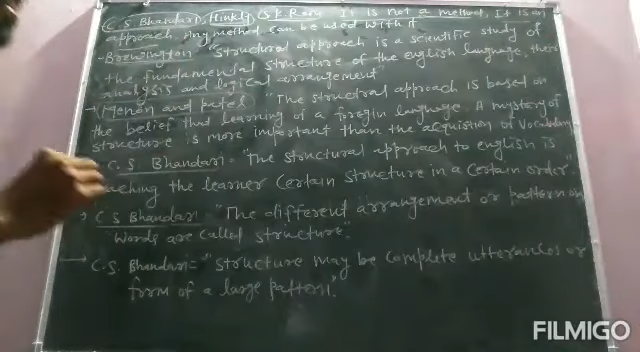 C.S Bhandari, Hinkly, & K. Rony It is not a method, It is an
approach. Any method can be used with it
Brewington - "Structural approach is a scientific study of
the fundamental structure of the english language, their
analysis and logical arrangement"
Menon and patel "The structral approach is based on
the belief that learning of a foregin language. A mystery of
structure is more important than the acquistion of Vocabulary
C.S. Bhandari = "The structural approach to english is
teaching the learner certain structure in a certain order"
C S Bhandari - "The different arrangement or pattern of
words are called structure".
C.S. Bhandari = "structure may be complete utterances or
form of a large pattern".
FILMIGO